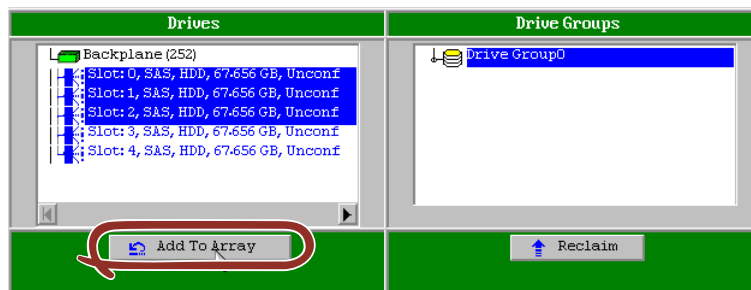 Drives
Drive Groups
Backplane (252)
Slot: 0, SAS, HDD, 67.656 GB, Unconf
Slot: 1, SAS, HDD, 67.656 GB, Unconf
Slot: 2, SAS, HDD, 67.656 GB, Unconf
Slot: 3, SAS, HDD, 67.656 GB, Unconf
Slot: 4, SAS, HDD, 67.656 GB, Unconf
Drive Group0
Add To Array
Reclaim